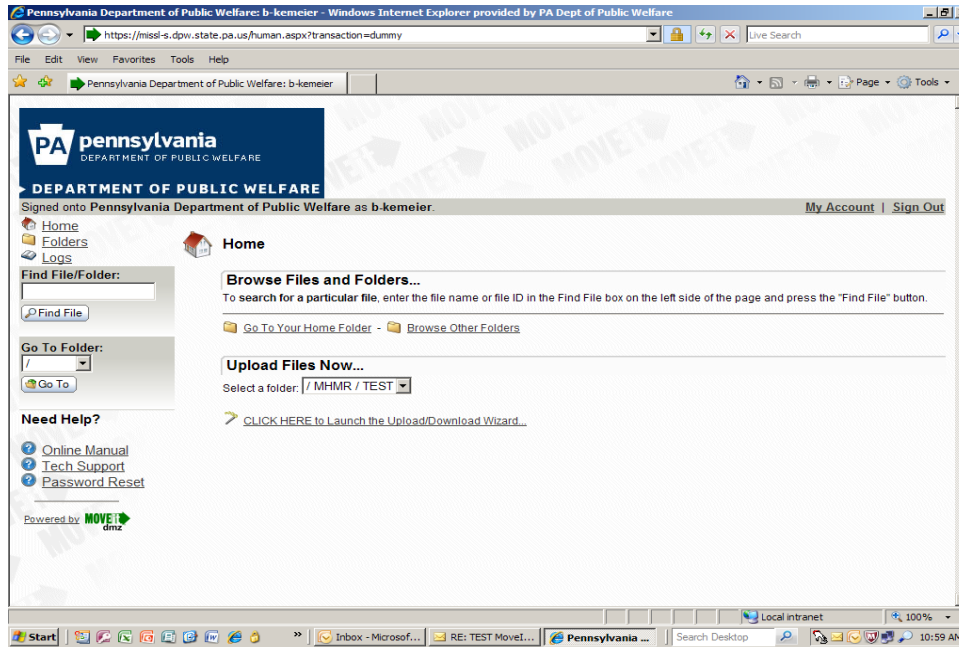 Pennsylvania Department of Public Welfare: b-kemeier - Windows Internet Explorer provided by PA Dept of Public Welfare
https://missl-s.dpw.state.pa.us/human.aspx?transaction=dummy
Live Search
File Edit View Favorites Tools Help
Pennsylvania Department of Public Welfare: b-kemeier
Page Tools
PA pennsylvania
DEPARTMENT OF PUBLIC WELFARE
DEPARTMENT OF PUBLIC WELFARE
Signed onto Pennsylvania Department of Public Welfare as b-kemeier. My Account | Sign Out
Home
Folders
Logs
Find File/Folder:
Find File
Go To Folder:
/
Go To
Need Help?
Online Manual
Tech Support
Password Reset
Powered by MOVEit dmz
Home
Browse Files and Folders...
To search for a particular file, enter the file name or file ID in the Find File box on the left side of the page and press the "Find File" button.
Go To Your Home Folder - Browse Other Folders
Upload Files Now...
Select a folder: / MHMR / TEST
CLICK HERE to Launch the Upload/Download Wizard...
Local intranet 100%
Start » Inbox - Microsof... RE: TEST MoveI... Pennsylvania ... Search Desktop 10:59 AM